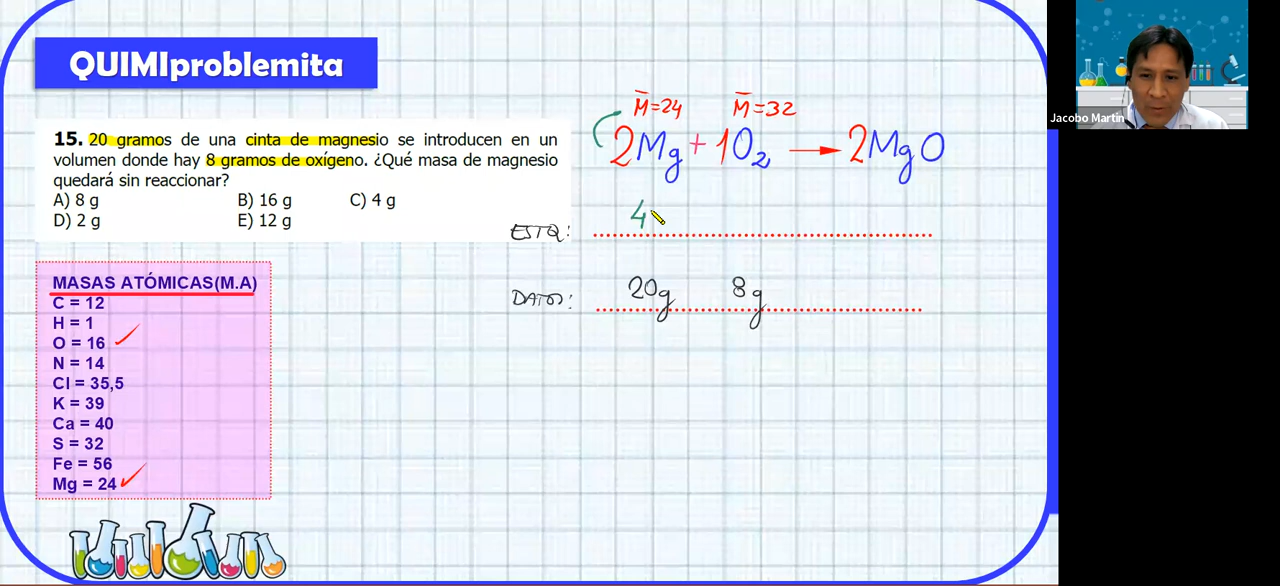 QUIMIproblemita
15. 20 gramos de una cinta de magnesio se introducen en un
volumen donde hay 8 gramos de oxígeno. ¿Qué masa de magnesio
quedará sin reaccionar?
A) 8 g B) 16 g C) 4 g
D) 2 g E) 12 g
MASAS ATÓMICAS(M.A)
C = 12
H = 1
O = 16
N = 14
Cl = 35,5
K = 39
Ca = 40
S = 32
Fe = 56
Mg = 24
M̅=24 M̅=32
2Mg + 1O₂ → 2MgO
4
ESTQ:
DATOS: 20g 8g
Jacobo Martin